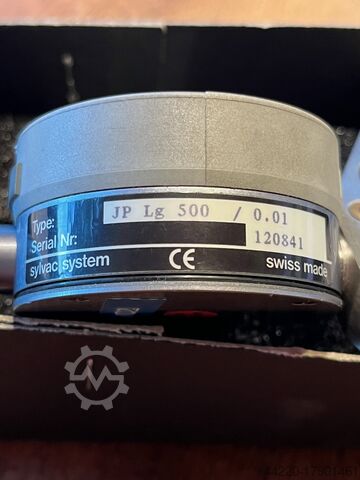 Type: JP Lg 500 / 0.01
Serial Nr: 120841
sylvac system CE swiss made